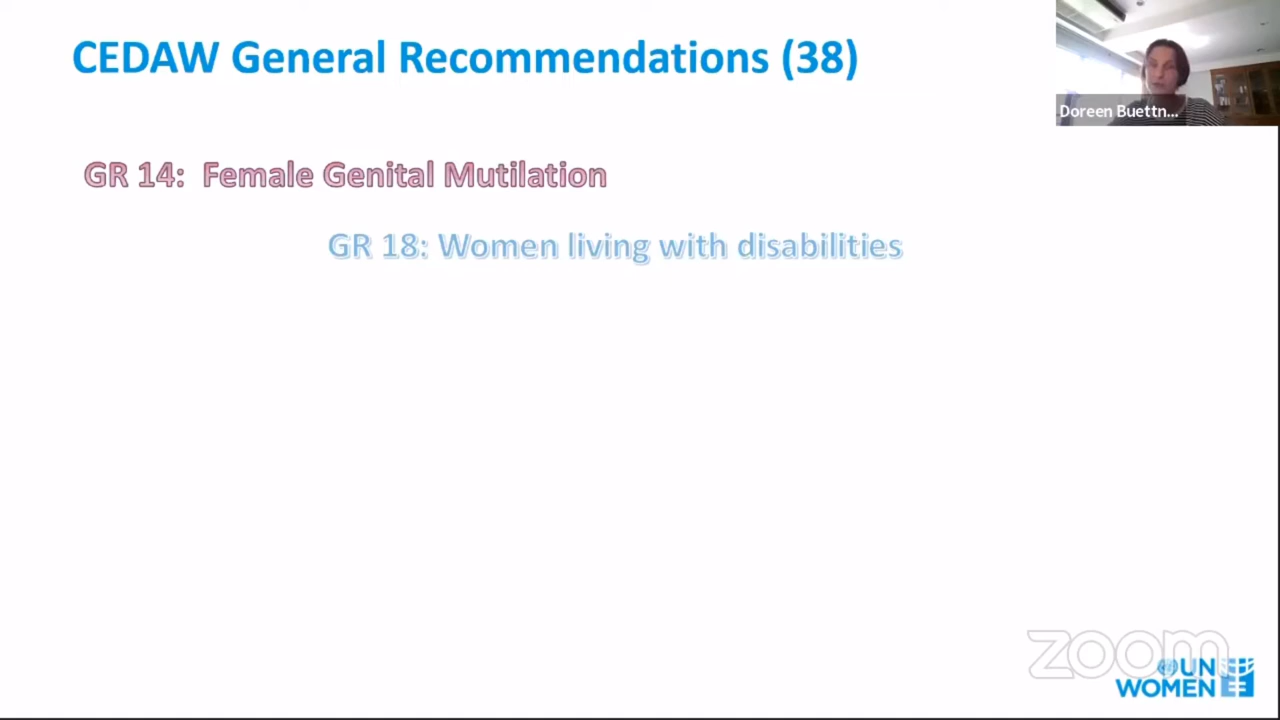 CEDAW General Recommendations (38)
Doreen Buettn...
GR 14: Female Genital Mutilation
GR 18: Women living with disabilities
zoom
UN
WOMEN